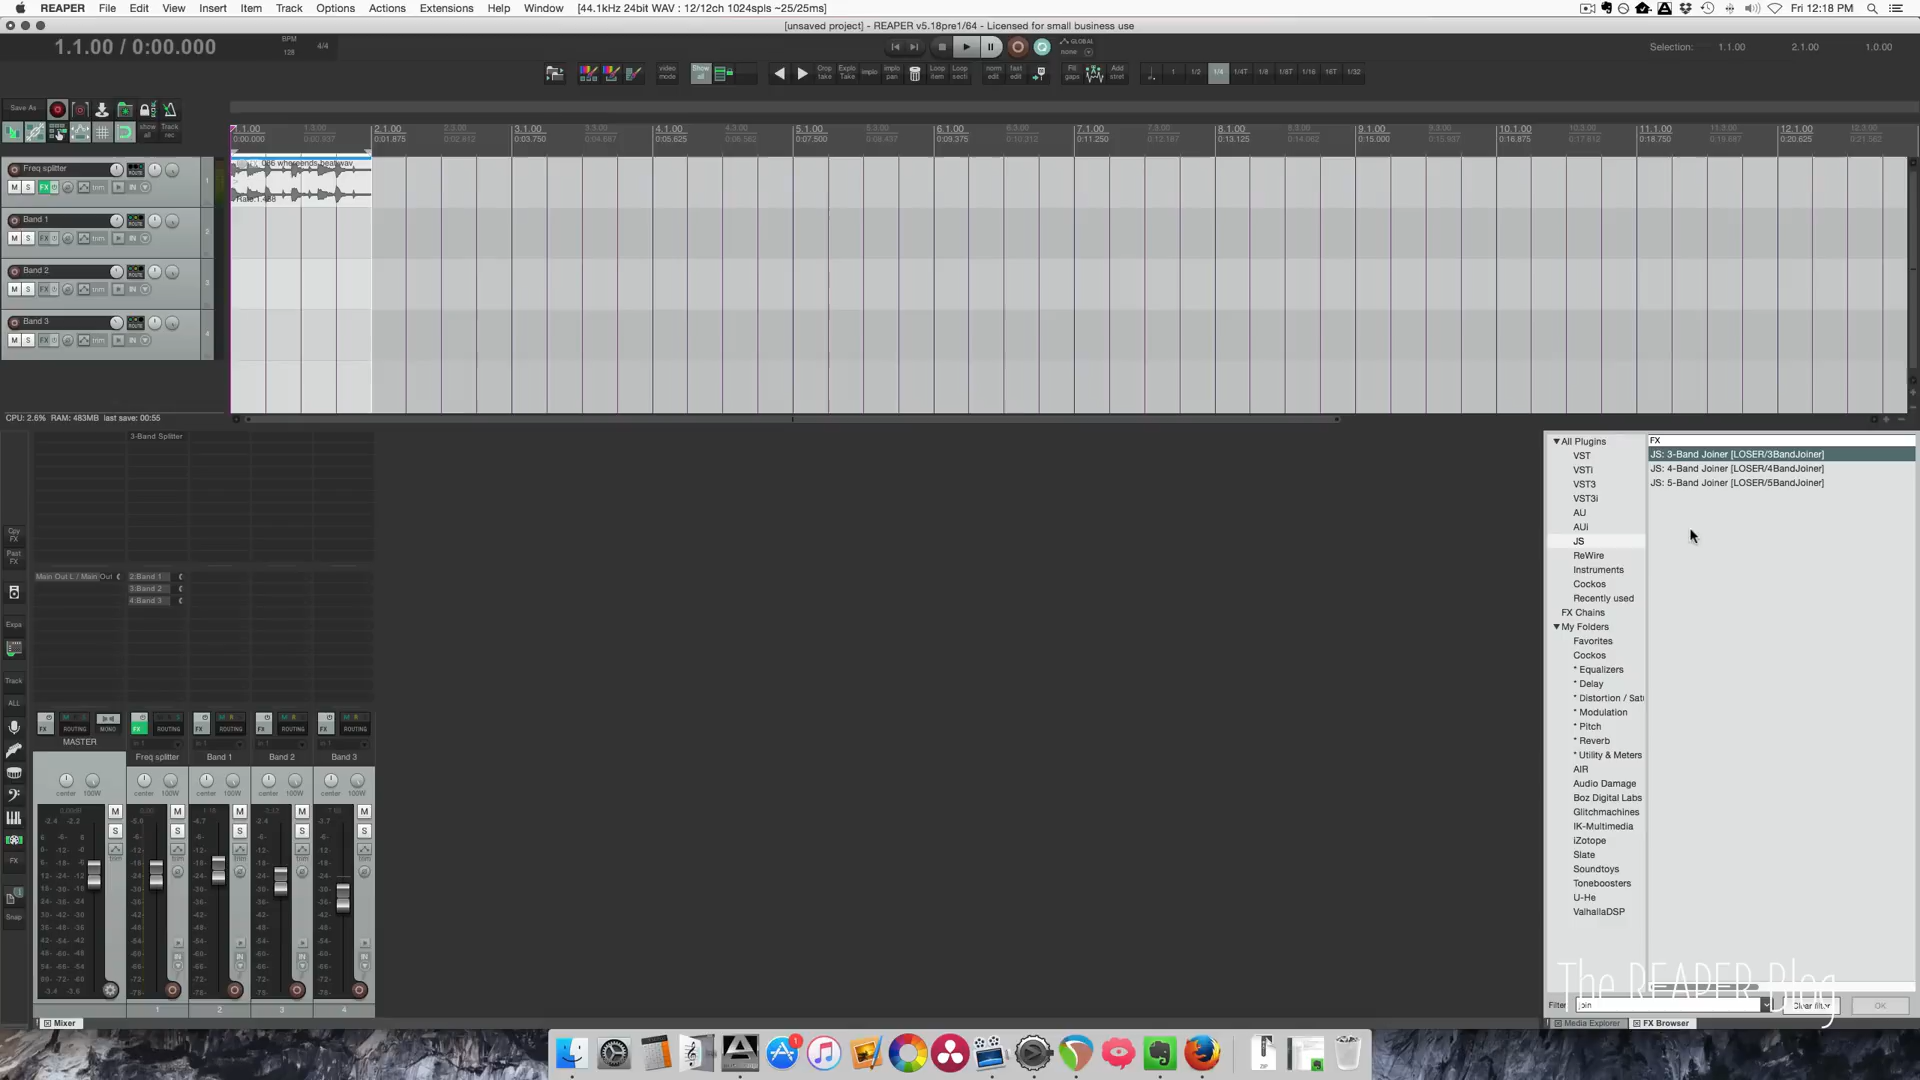 REAPER File Edit View Insert Item Track Options Actions Extensions Help Window [44.1kHz 24bit WAV : 12/12ch 1024spls ~25/25ms] Fri 12:18 PM
[unsaved project] - REAPER v5.18pre1/64 - Licensed for small business use
1.1.00 / 0:00.000 BPM 128 4/4 GLOBAL none Selection: 1.1.00 2.1.00 1.0.00
video mode Show all Crop take Explo Take implo implo pan Loop item Loop sectn norm edit fast edit Fill gaps Add stret 1 1/2 1/4 1/4T 1/8 1/8T 1/16 16T 1/32
Save As show all Track rec
1.1.00 1.3.00 2.1.00 2.3.00 3.1.00 3.3.00 4.1.00 4.3.00 5.1.00 5.3.00 6.1.00 6.3.00 7.1.00 7.3.00 8.1.00 8.3.00 9.1.00 9.3.00 10.1.00 10.3.00 11.1.00 11.3.00 12.1.00 12.3.00
0:00.000 0:00.937 0:01.875 0:02.812 0:03.750 0:04.687 0:05.625 0:06.562 0:07.500 0:08.437 0:09.375 0:10.312 0:11.250 0:12.187 0:13.125 0:14.062 0:15.000 0:15.937 0:16.875 0:17.812 0:18.750 0:19.687 0:20.625 0:21.562
Freq splitter ROUTE 1
M S FX trim IN
Band 1 ROUTE 2
M S FX trim IN
Band 2 ROUTE 3
M S FX trim IN
Band 3 ROUTE 4
M S FX trim IN
CPU: 2.6% RAM: 483MB last save: 00:55
3-Band Splitter
Cpy FX
Past FX
Expa
Track
ALL
FX
Snap
Main Out L / Main Out 2:Band 1
3:Band 2
4:Band 3
FX ROUTING MONO FX ROUTING FX ROUTING FX ROUTING FX ROUTING
MASTER Freq splitter Band 1 Band 2 Band 3
center 100W center 100W center 100W center 100W center 100W
1 2 3 4
Mixer
All Plugins
VST
VSTi
VST3
VST3i
AU
AUi
JS
ReWire
Instruments
Cockos
Recently used
FX Chains
My Folders
Favorites
Cockos
* Equalizers
* Delay
* Distortion / Satu
* Modulation
* Pitch
* Reverb
* Utility & Meters
AIR
Audio Damage
Boz Digital Labs
Glitchmachines
IK-Multimedia
iZotope
Slate
Soundtoys
Toneboosters
U-He
ValhallaDSP
FX
JS: 3-Band Joiner [LOSER/3BandJoiner]
JS: 4-Band Joiner [LOSER/4BandJoiner]
JS: 5-Band Joiner [LOSER/5BandJoiner]
The REAPER Blog
Filter: join Clear filter OK
Media Explorer FX Browser